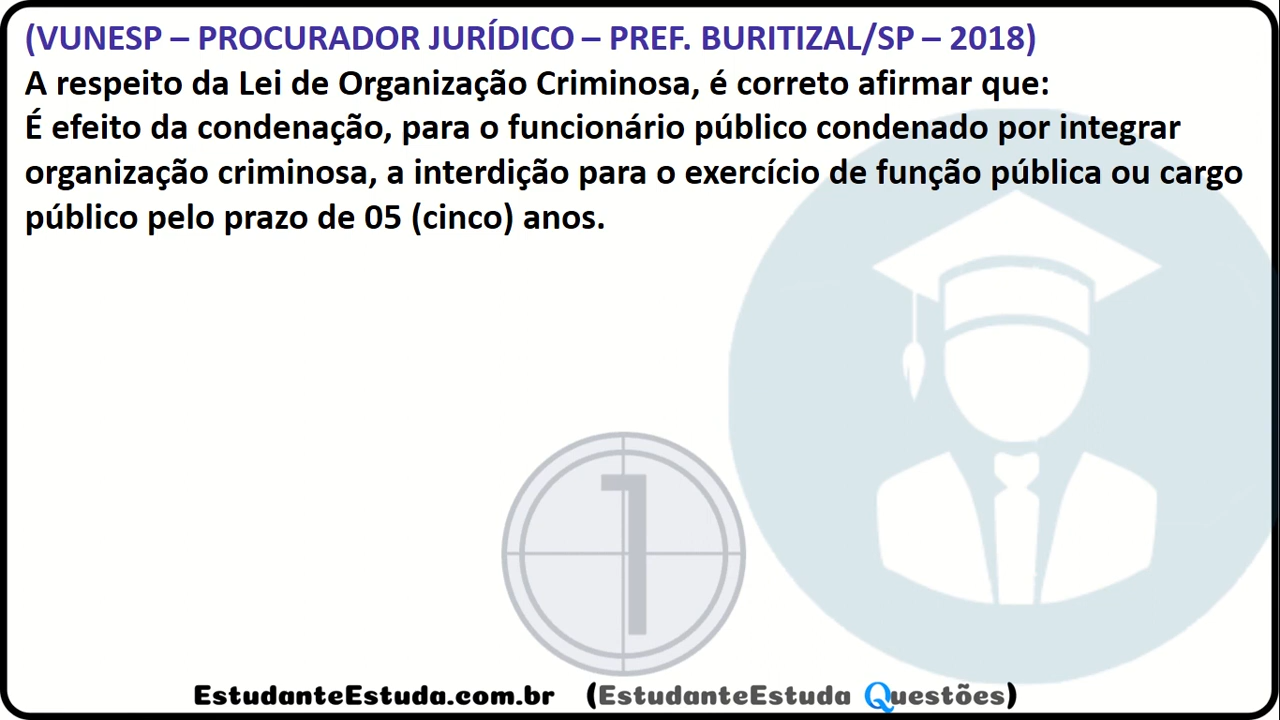 (VUNESP – PROCURADOR JURÍDICO – PREF. BURITIZAL/SP – 2018)
A respeito da Lei de Organização Criminosa, é correto afirmar que:
É efeito da condenação, para o funcionário público condenado por integrar
organização criminosa, a interdição para o exercício de função pública ou cargo
público pelo prazo de 05 (cinco) anos.
1
EstudanteEstuda.com.br (EstudanteEstuda Questões)